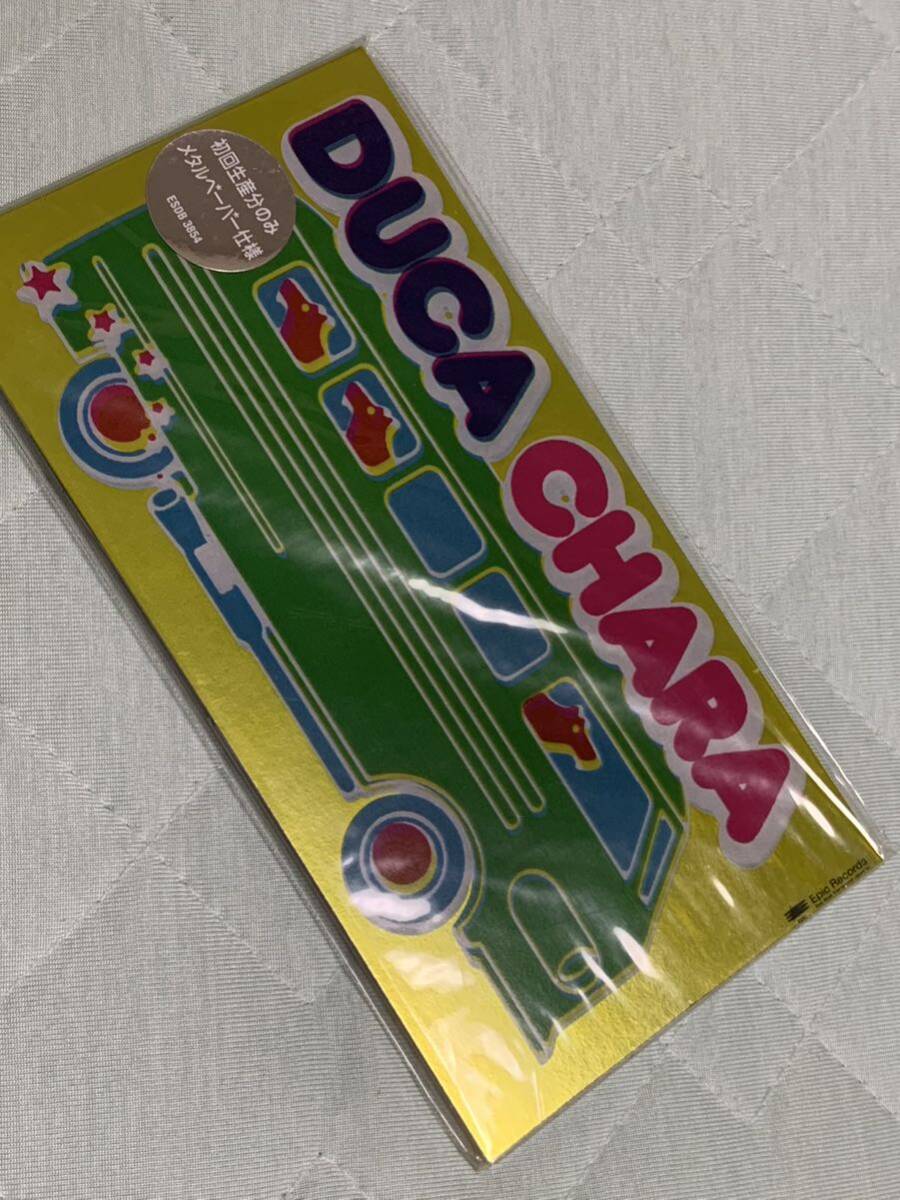 DUCA
CHARA
初回生産分のみ
メタルペーパー仕様
ESDB 3854
Epic Records